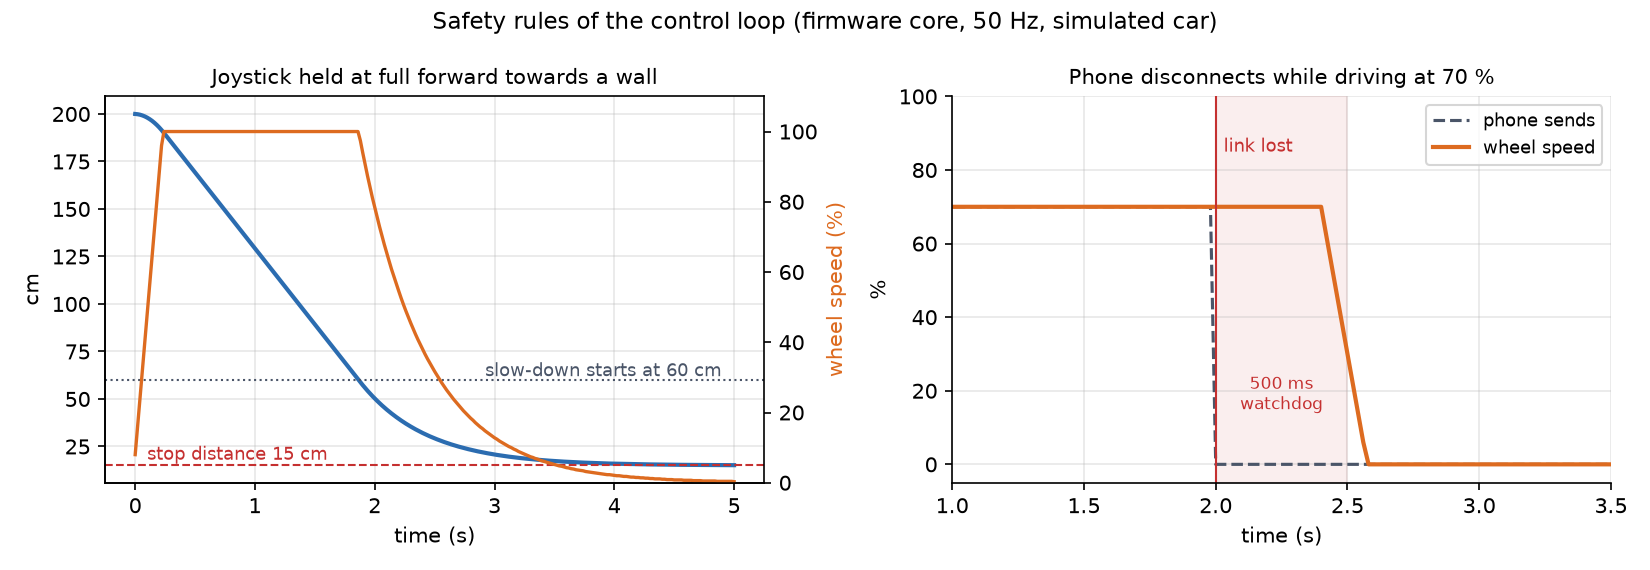 Safety rules of the control loop (firmware core, 50 Hz, simulated car)
Joystick held at full forward towards a wall
200
175
150
125
100
75
50
25
cm
100
80
60
40
20
0
wheel speed (%)
slow-down starts at 60 cm
stop distance 15 cm
0 1 2 3 4 5
time (s)
Phone disconnects while driving at 70 %
100
80
60
40
20
0
%
phone sends
wheel speed
link lost
500 ms
watchdog
1.0 1.5 2.0 2.5 3.0 3.5
time (s)